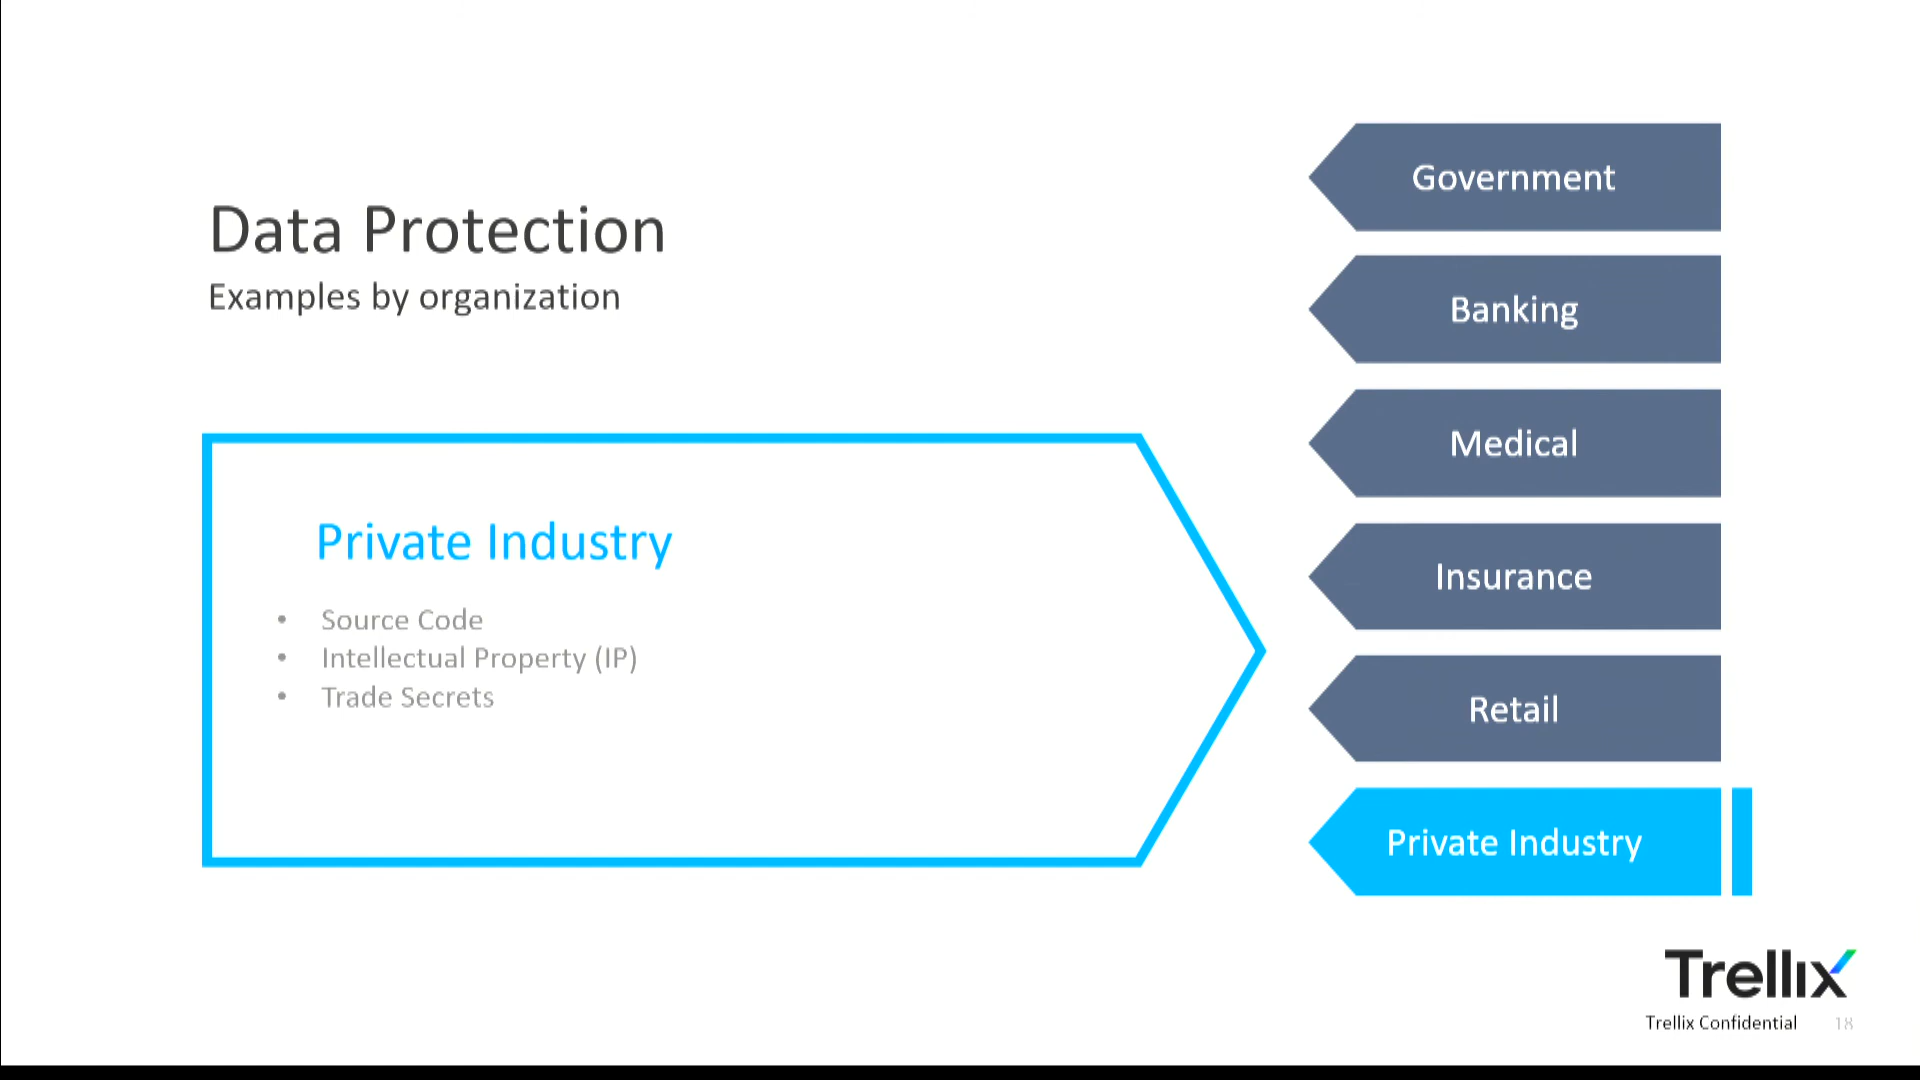 Data Protection
Examples by organization
Private Industry
• Source Code
• Intellectual Property (IP)
• Trade Secrets
Government
Banking
Medical
Insurance
Retail
Private Industry
Trellix
Trellix Confidential 18